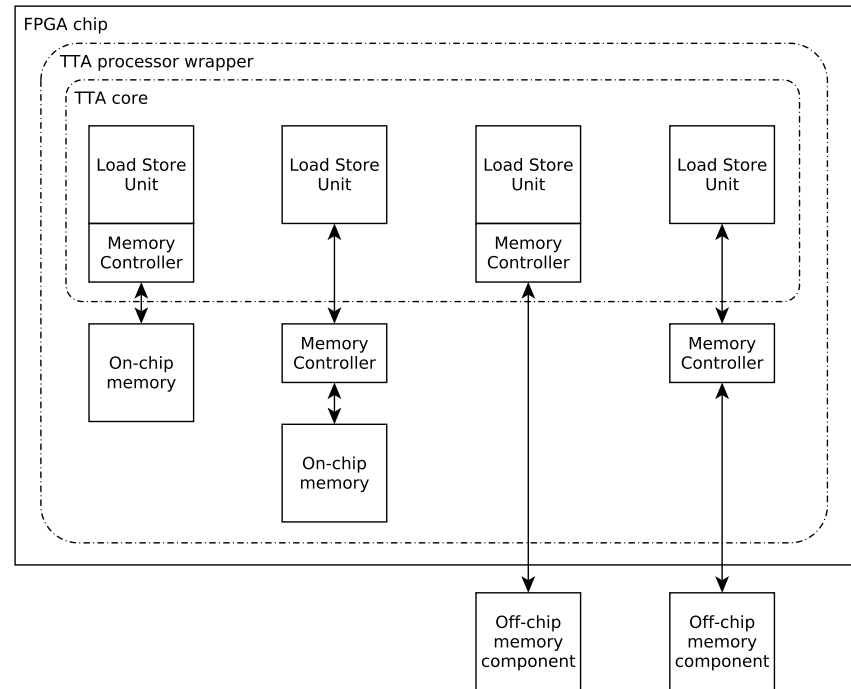 FPGA chip
TTA processor wrapper
TTA core
Load Store
Unit
Load Store
Unit
Load Store
Unit
Load Store
Unit
Memory
Controller
Memory
Controller
On-chip
memory
Memory
Controller
Memory
Controller
On-chip
memory
Off-chip
memory
component
Off-chip
memory
component